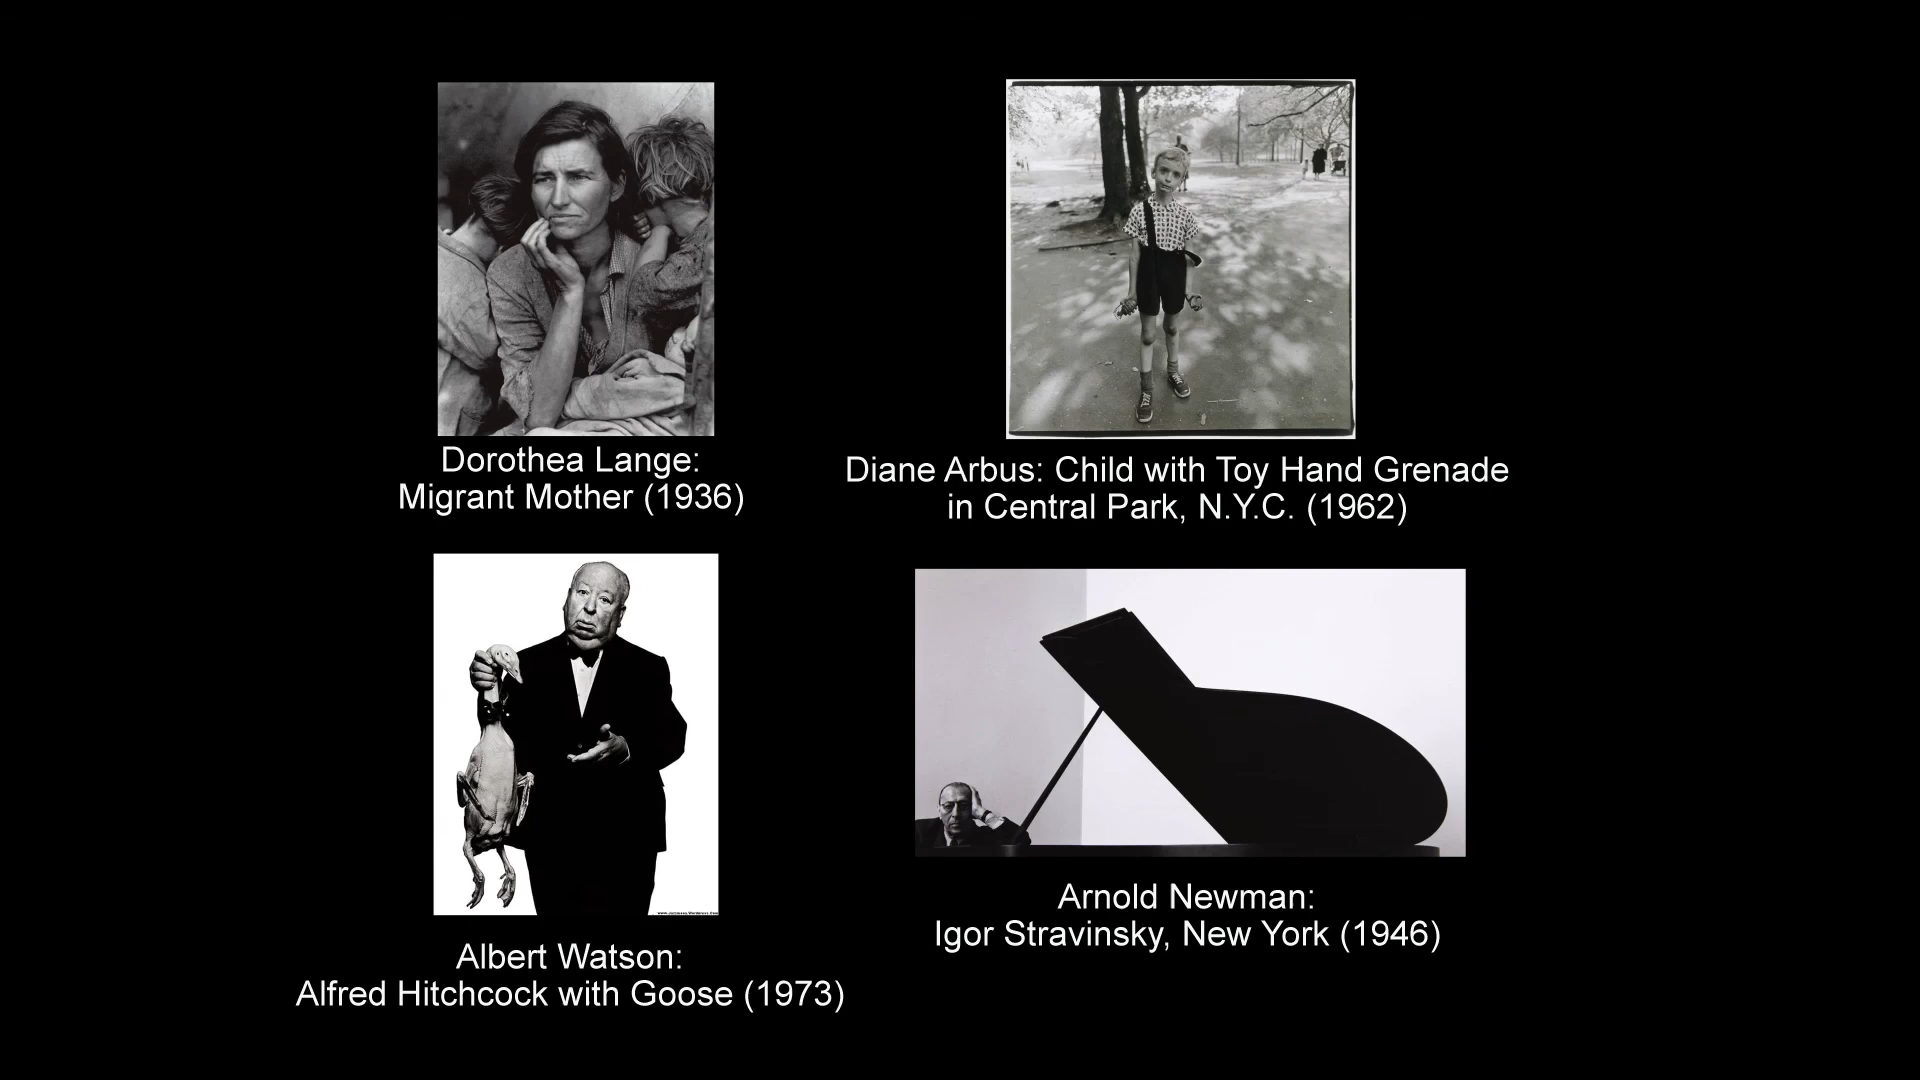 Dorothea Lange:
Migrant Mother (1936)
Diane Arbus: Child with Toy Hand Grenade
in Central Park, N.Y.C. (1962)
Albert Watson:
Alfred Hitchcock with Goose (1973)
Arnold Newman:
Igor Stravinsky, New York (1946)